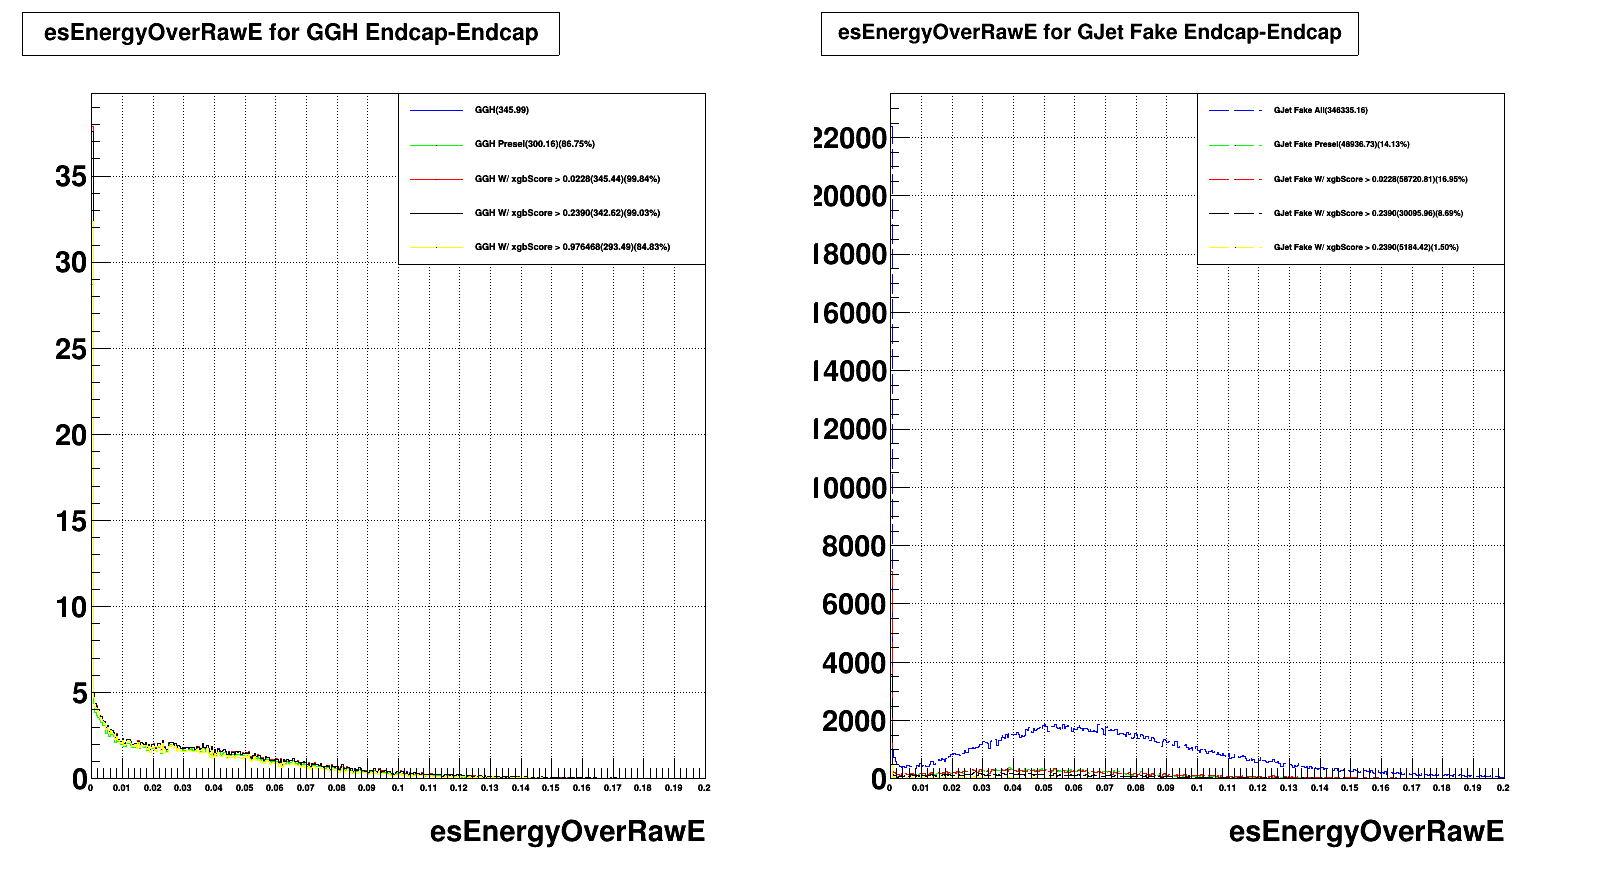 esEnergyOverRawE for GGH Endcap-Endcap
GGH(345.99)
GGH Presel(300.16)(86.75%)
GGH W/ xgbScore > 0.0228(345.44)(99.84%)
GGH W/ xgbScore > 0.2390(342.62)(99.03%)
GGH W/ xgbScore > 0.976468(293.49)(84.83%)
35
30
25
20
15
10
5
0
0 0.01 0.02 0.03 0.04 0.05 0.06 0.07 0.08 0.09 0.1 0.11 0.12 0.13 0.14 0.15 0.16 0.17 0.18 0.19 0.2
esEnergyOverRawE
esEnergyOverRawE for GJet Fake Endcap-Endcap
GJet Fake All(346335.16)
GJet Fake Presel(48936.73)(14.13%)
GJet Fake W/ xgbScore > 0.0228(58720.81)(16.95%)
GJet Fake W/ xgbScore > 0.2390(30095.96)(8.69%)
GJet Fake W/ xgbScore > 0.2390(5184.42)(1.50%)
22000
20000
18000
16000
14000
12000
10000
8000
6000
4000
2000
0
0 0.01 0.02 0.03 0.04 0.05 0.06 0.07 0.08 0.09 0.1 0.11 0.12 0.13 0.14 0.15 0.16 0.17 0.18 0.19 0.2
esEnergyOverRawE